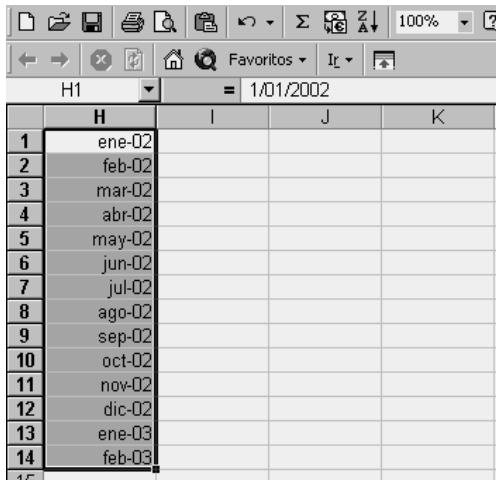 100%
Favoritos Ir
H1 = 1/01/2002
H I J K
1 ene-02
2 feb-02
3 mar-02
4 abr-02
5 may-02
6 jun-02
7 jul-02
8 ago-02
9 sep-02
10 oct-02
11 nov-02
12 dic-02
13 ene-03
14 feb-03
15